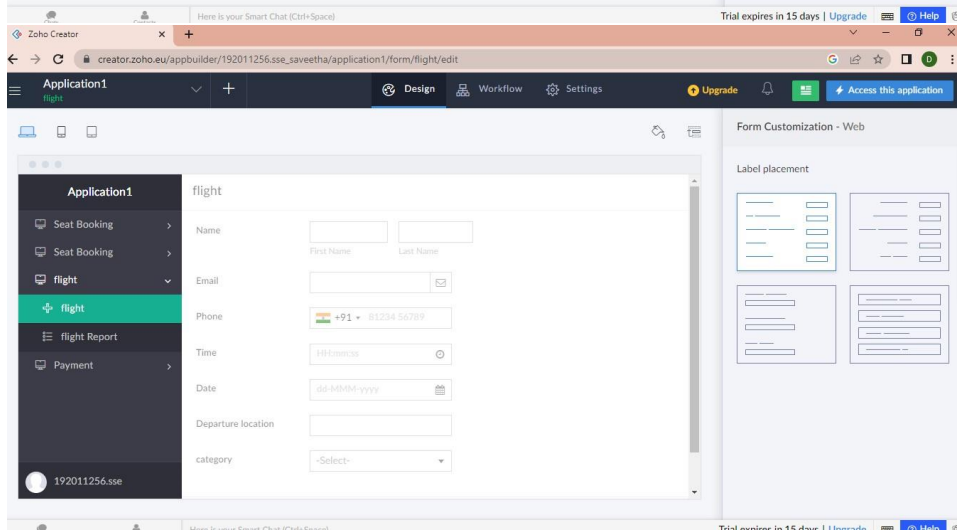 Here is your Smart Chat (Ctrl+Space)
Trial expires in 15 days | Upgrade
Help
Zoho Creator
creator.zoho.eu/appbuilder/192011256.sse_saveetha/application1/form/flight/edit
G
D
Application1
flight
Design
Workflow
Settings
Upgrade
Access this application
Form Customization - Web
Label placement
Application1
flight
Seat Booking
Seat Booking
flight
flight
flight Report
Payment
192011256.sse
Name
First Name
Last Name
Email
Phone
+91
81234 56789
Time
HH:mm:ss
Date
dd-MMM-yyyy
Departure location
category
-Select-
Here is your Smart Chat (Ctrl+Space)
Trial expires in 15 days | Upgrade
Help